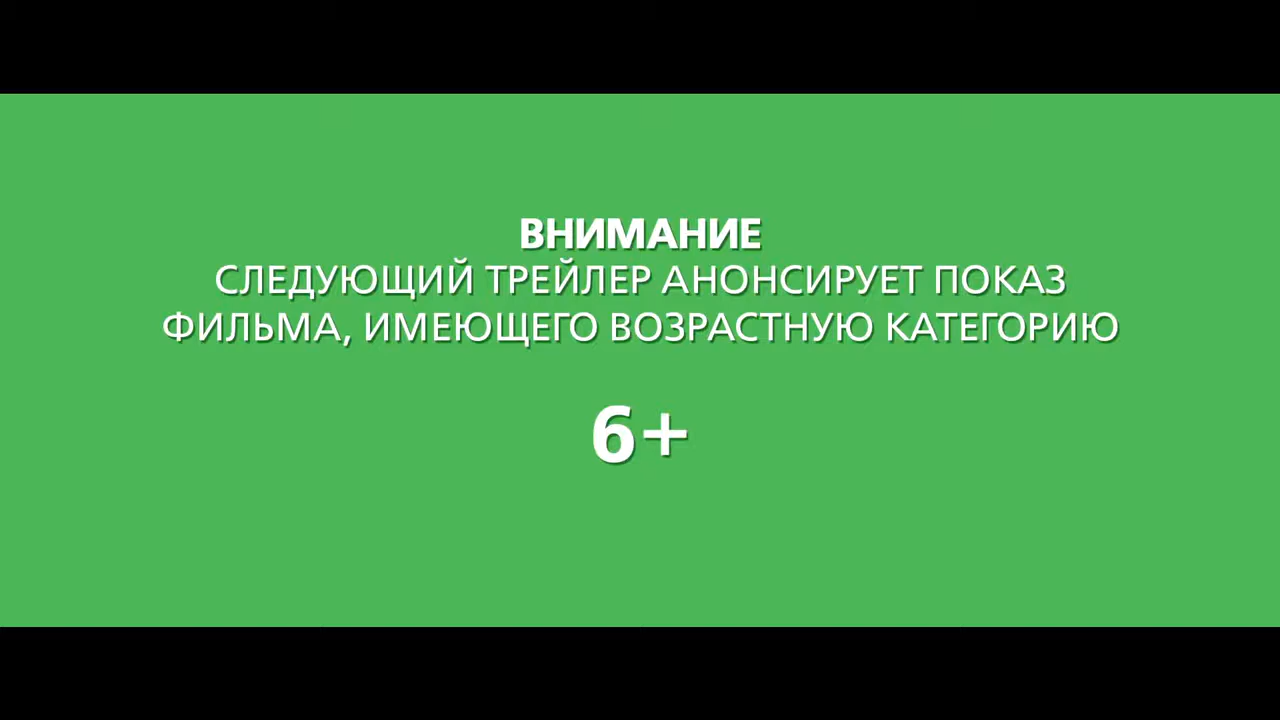 ВНИМАНИЕ
СЛЕДУЮЩИЙ ТРЕЙЛЕР АНОНСИРУЕТ ПОКАЗ
ФИЛЬМА, ИМЕЮЩЕГО ВОЗРАСТНУЮ КАТЕГОРИЮ
6+